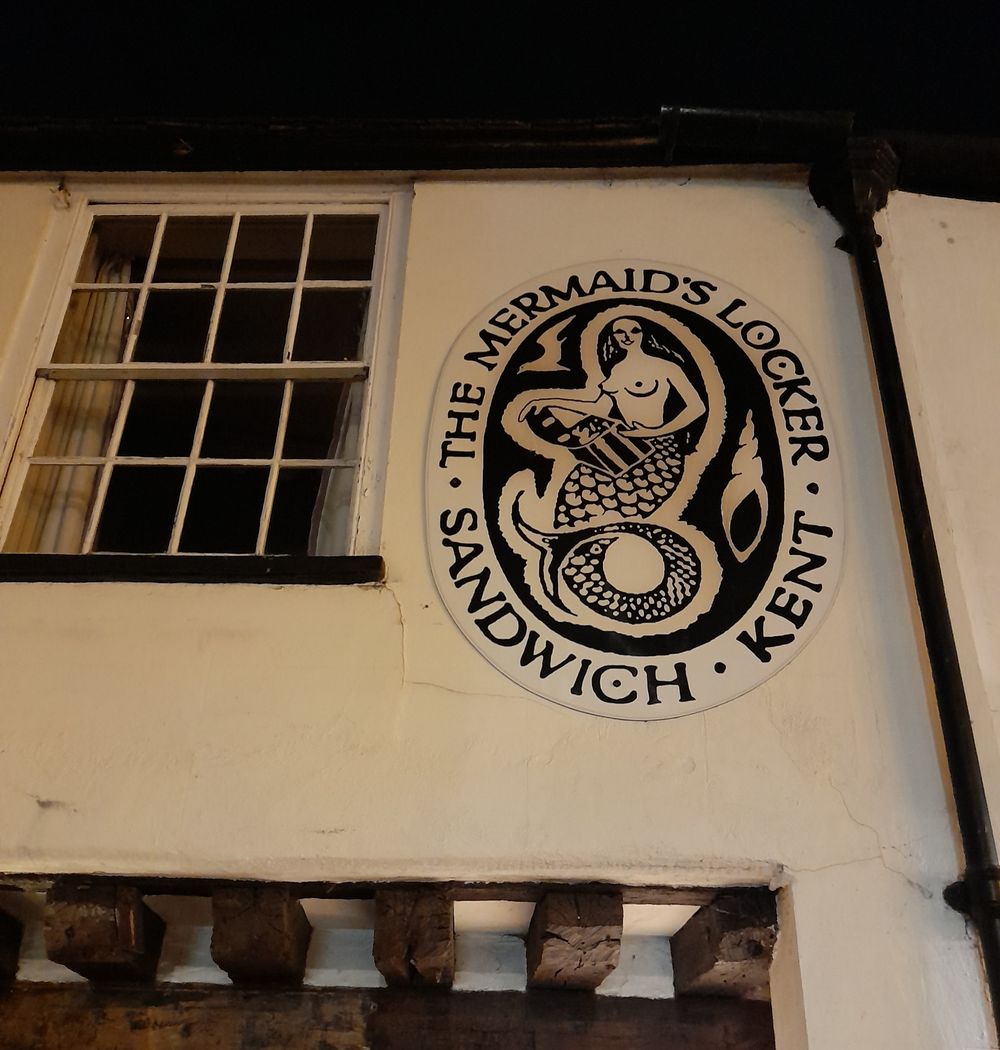 THE MERMAID'S LOCKER
· KENT · SANDWICH ·